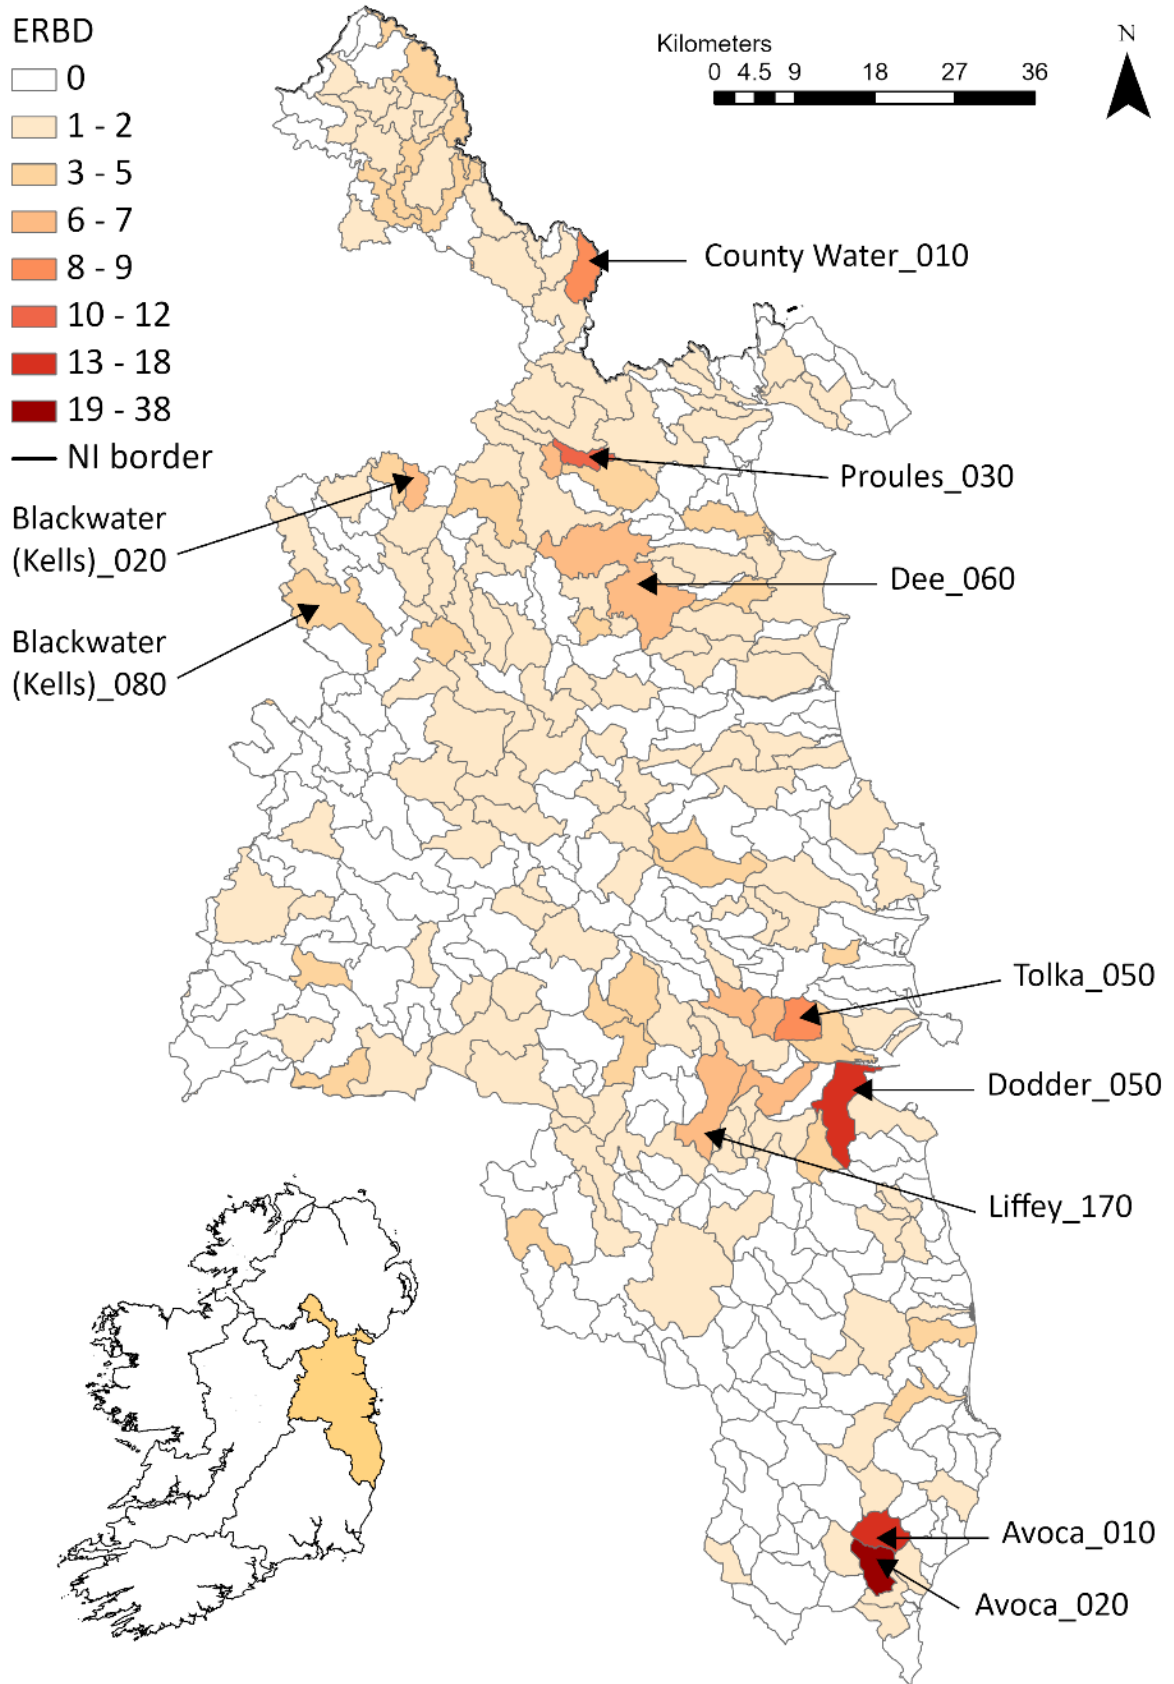 ERBD
0
1 - 2
3 - 5
6 - 7
8 - 9
10 - 12
13 - 18
19 - 38
NI border
Kilometers
0 4.5 9 18 27 36
N
County Water_010
Proules_030
Blackwater
(Kells)_020
Dee_060
Blackwater
(Kells)_080
Tolka_050
Dodder_050
Liffey_170
Avoca_010
Avoca_020